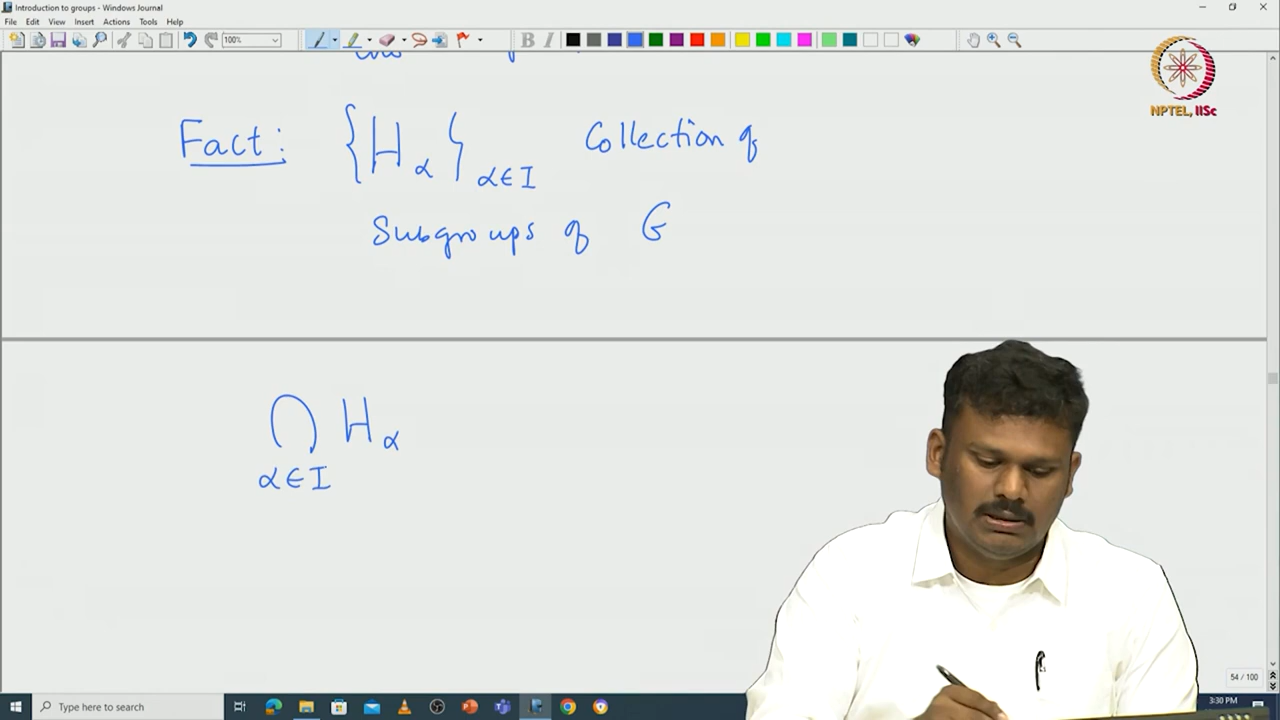 Introduction to groups - Windows Journal
File Edit View Insert Actions Tools Help
100% B I
NPTEL, IISc
Fact: {H_α}_{α∈I} Collection of
Subgroups of G
∩_{α∈I} H_α
54 / 100
Type here to search
3:30 PM